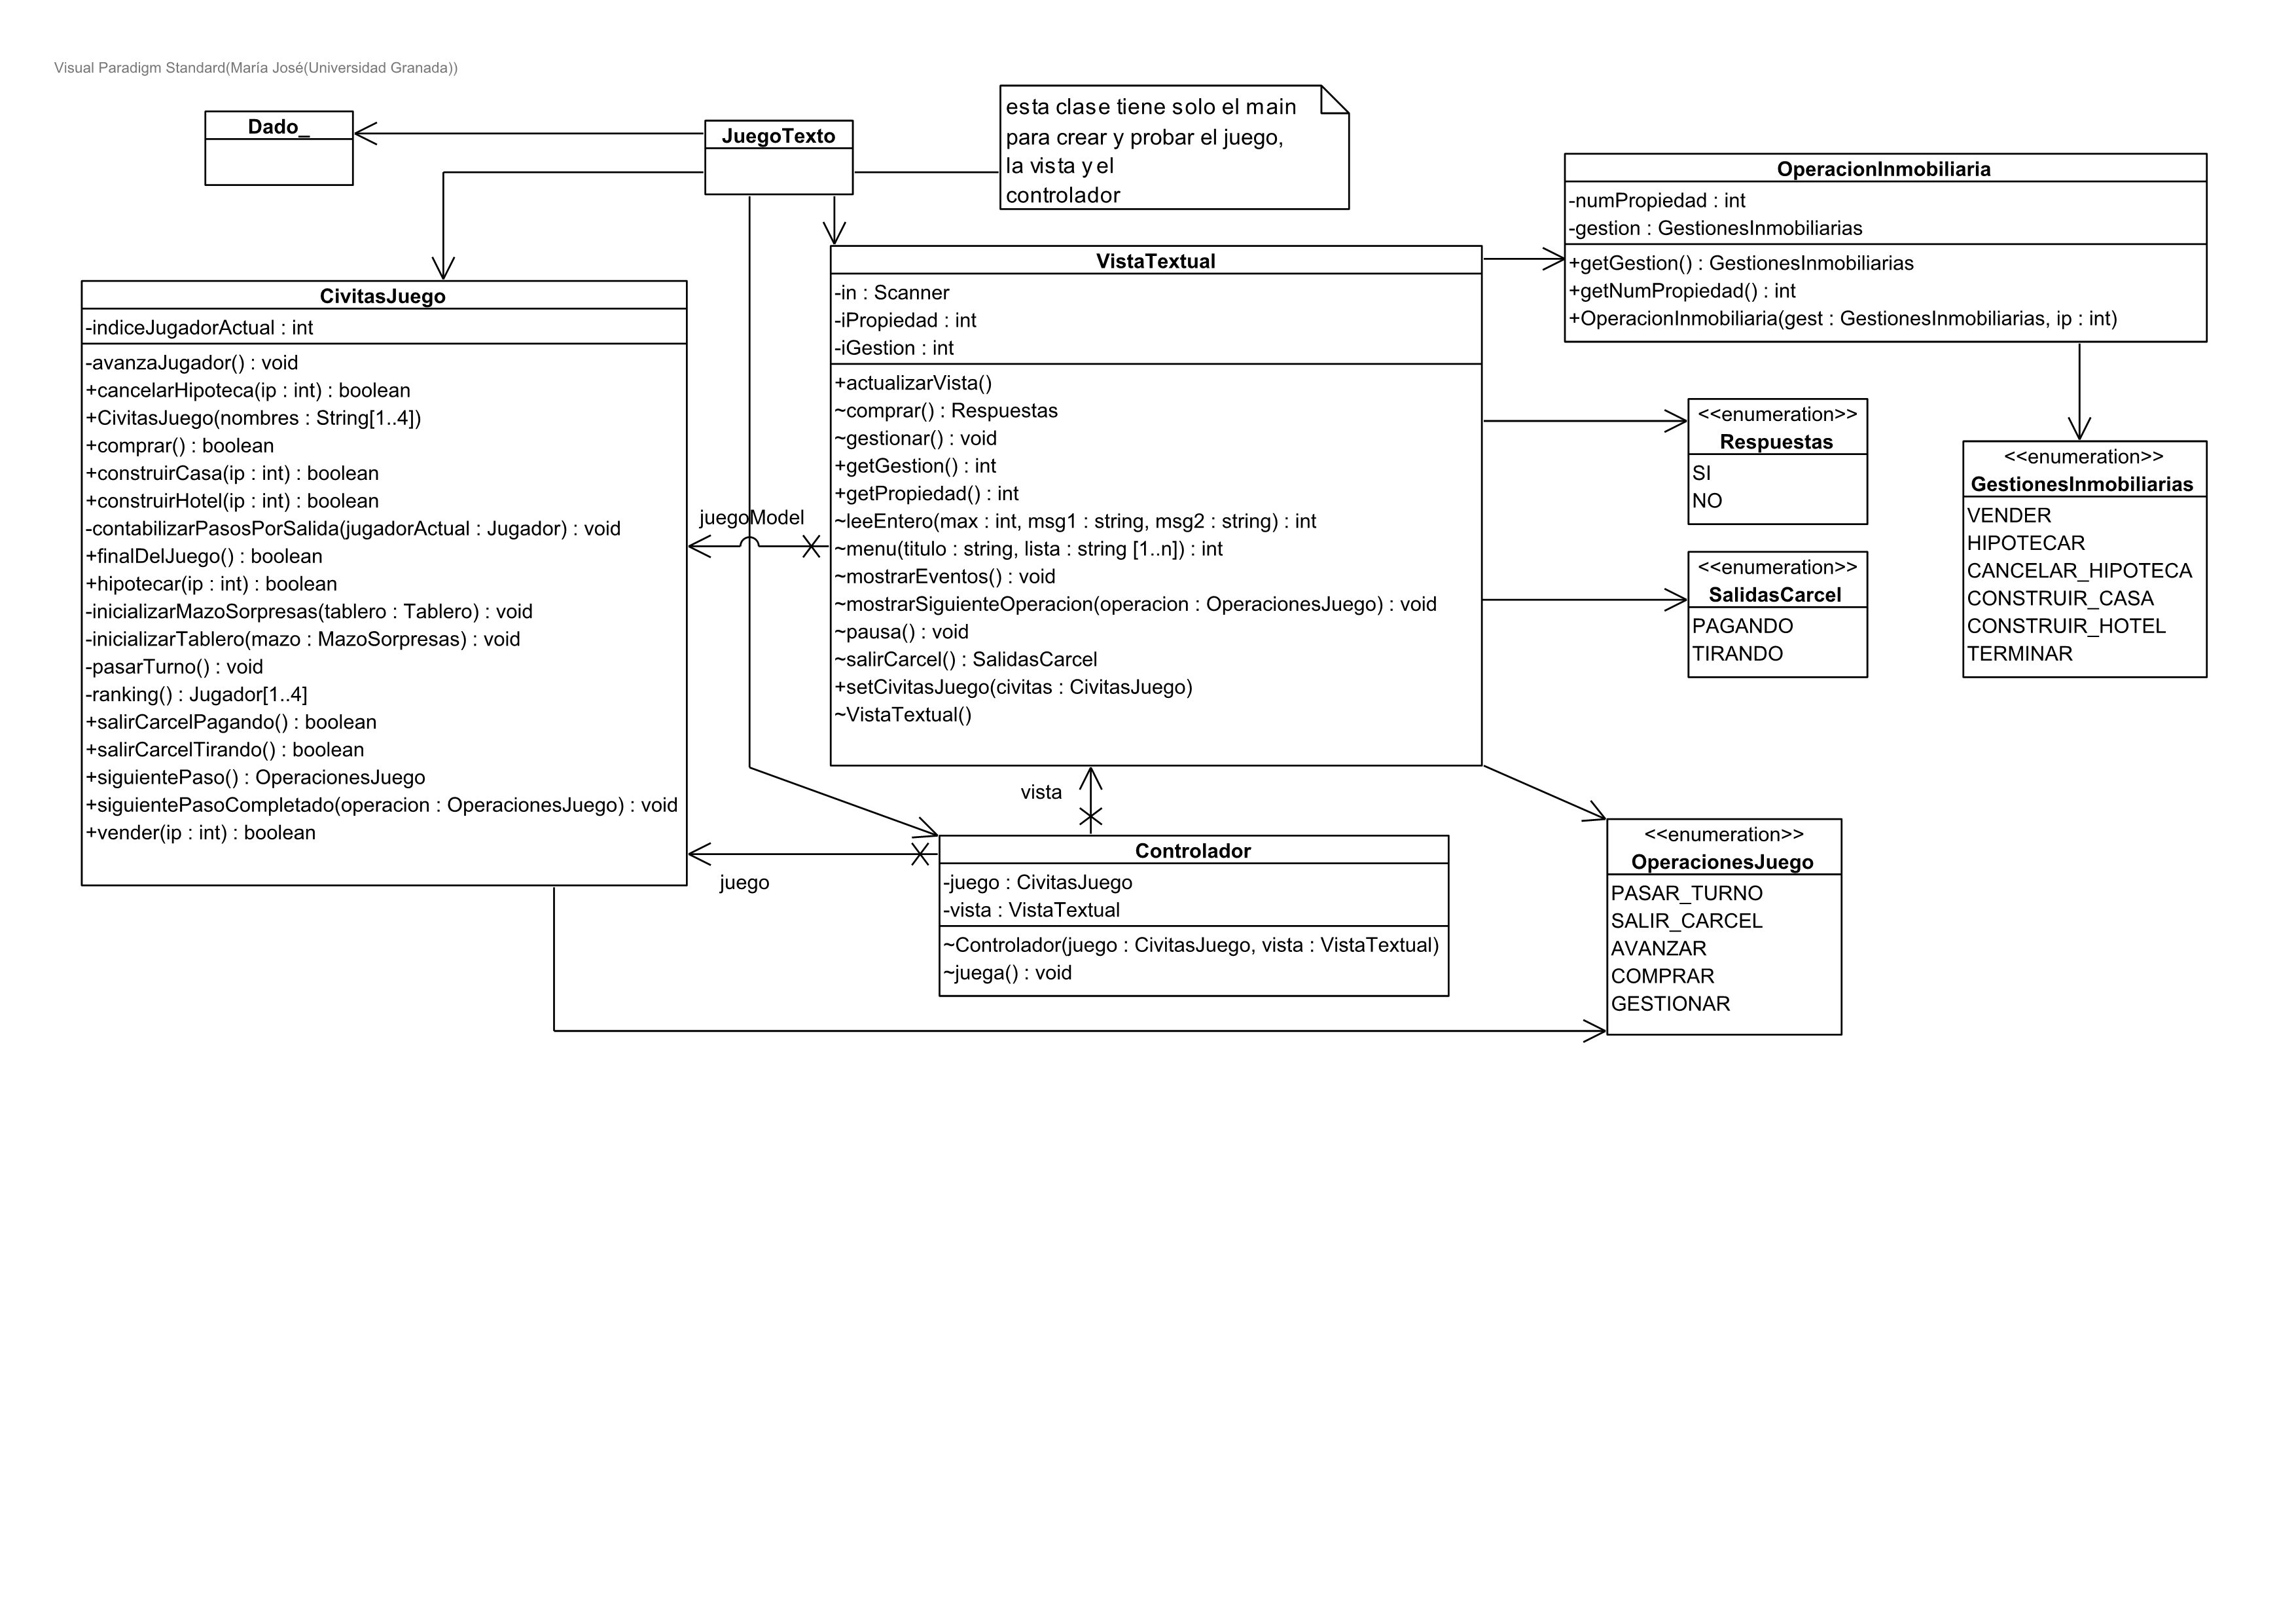 Visual Paradigm Standard(María José(Universidad Granada))
Dado_
JuegoTexto
esta clase tiene solo el main
para crear y probar el juego,
la vista y el
controlador
OperacionInmobiliaria
-numPropiedad : int
-gestion : GestionesInmobiliarias
+getGestion() : GestionesInmobiliarias
+getNumPropiedad() : int
+OperacionInmobiliaria(gest : GestionesInmobiliarias, ip : int)
CivitasJuego
-indiceJugadorActual : int
-avanzaJugador() : void
+cancelarHipoteca(ip : int) : boolean
+CivitasJuego(nombres : String[1..4])
+comprar() : boolean
+construirCasa(ip : int) : boolean
+construirHotel(ip : int) : boolean
-contabilizarPasosPorSalida(jugadorActual : Jugador) : void
+finalDelJuego() : boolean
+hipotecar(ip : int) : boolean
-inicializarMazoSorpresas(tablero : Tablero) : void
-inicializarTablero(mazo : MazoSorpresas) : void
-pasarTurno() : void
-ranking() : Jugador[1..4]
+salirCarcelPagando() : boolean
+salirCarcelTirando() : boolean
+siguientePaso() : OperacionesJuego
+siguientePasoCompletado(operacion : OperacionesJuego) : void
+vender(ip : int) : boolean
juegoModel
VistaTextual
-in : Scanner
-iPropiedad : int
-iGestion : int
+actualizarVista()
~comprar() : Respuestas
~gestionar() : void
+getGestion() : int
+getPropiedad() : int
~leeEntero(max : int, msg1 : string, msg2 : string) : int
~menu(titulo : string, lista : string [1..n]) : int
~mostrarEventos() : void
~mostrarSiguienteOperacion(operacion : OperacionesJuego) : void
~pausa() : void
~salirCarcel() : SalidasCarcel
+setCivitasJuego(civitas : CivitasJuego)
~VistaTextual()
<<enumeration>>
Respuestas
SI
NO
<<enumeration>>
SalidasCarcel
PAGANDO
TIRANDO
<<enumeration>>
GestionesInmobiliarias
VENDER
HIPOTECAR
CANCELAR_HIPOTECA
CONSTRUIR_CASA
CONSTRUIR_HOTEL
TERMINAR
vista
juego
Controlador
-juego : CivitasJuego
-vista : VistaTextual
~Controlador(juego : CivitasJuego, vista : VistaTextual)
~juega() : void
<<enumeration>>
OperacionesJuego
PASAR_TURNO
SALIR_CARCEL
AVANZAR
COMPRAR
GESTIONAR